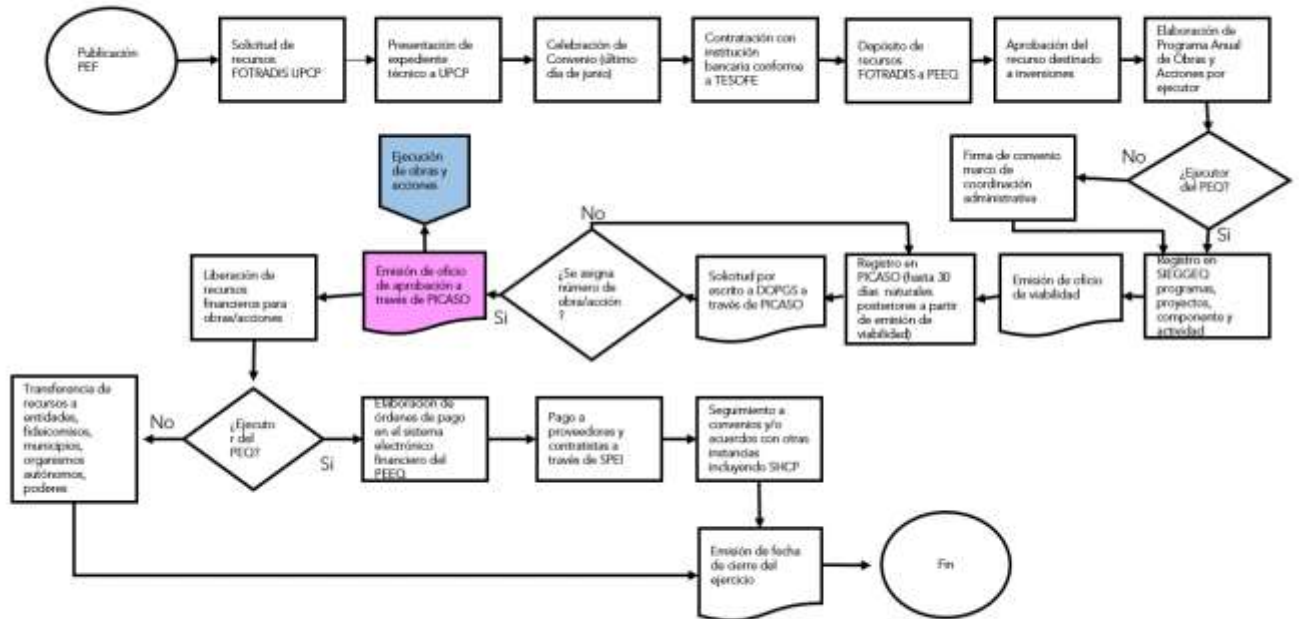 Publicación
PEF
Solicitud de
recursos
FOTRADIS UPCP
Presentación de
expediente
técnico a UPCP
Celebración de
Convenio (último
día de junio)
Contratación con
institución
bancaria conforme
a TESOFE
Depósito de
recursos
FOTRADIS a PEEQ
Aprobación del
recurso destinado
a inversiones
Elaboración de
Programa Anual
de Obras y
Acciones por
ejecutor
¿Ejecutor
del PEQ?
No
Si
Firma de convenio
marco de
coordinación
administrativa
Registro en
SIEGGEQ
programas,
proyectos,
componente y
actividad
Emisión de oficio
de viabilidad
Registro en
PICASO (hasta 30
días naturales
posteriores a partir
de emisión de
viabilidad)
Solicitud por
escrito a DOPGS a
través de PICASO
¿Se asigna
número de
obra/acción
?
No
Si
Emisión de oficio
de aprobación a
través de PICASO
Ejecución
de obras y
acciones
Liberación de
recursos
financieros para
obras/acciones
¿Ejecuto
r del
PEQ?
No
Si
Transferencia de
recursos a
entidades,
fideicomisos,
municipios,
organismos
autónomos,
poderes
Elaboración de
órdenes de pago
en el sistema
electrónico
financiero del
PEEQ
Pago a
proveedores y
contratistas a
través de SPEI
Seguimiento a
convenios y/o
acuerdos con otras
instancias
incluyendo SHCP
Emisión de fecha
de cierre del
ejercicio
Fin